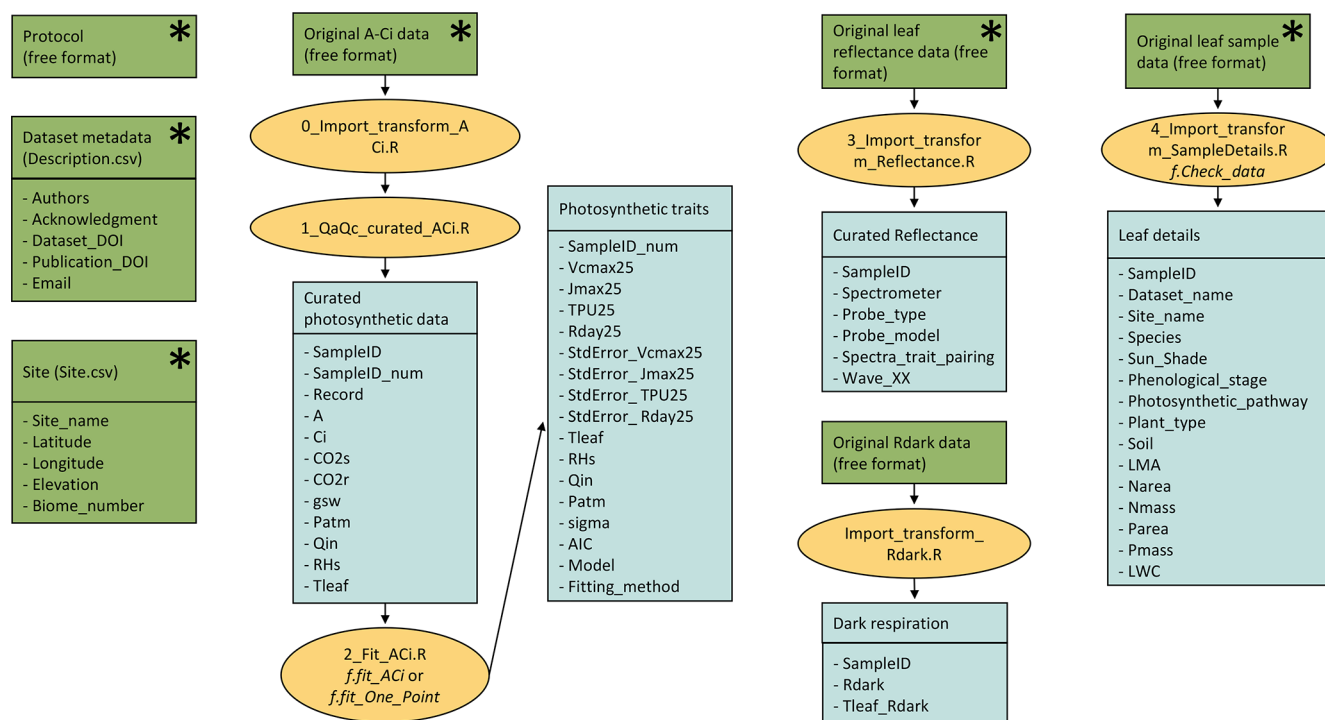 Protocol
(free format)
*
Dataset metadata
(Description.csv)
*
- Authors
- Acknowledgment
- Dataset_DOI
- Publication_DOI
- Email
Site (Site.csv)
*
- Site_name
- Latitude
- Longitude
- Elevation
- Biome_number
Original A-Ci data
(free format)
*
0_Import_transform_A
Ci.R
1_QaQc_curated_ACi.R
Curated
photosynthetic data
- SampleID
- SampleID_num
- Record
- A
- Ci
- CO2s
- CO2r
- gsw
- Patm
- Qin
- RHs
- Tleaf
2_Fit_ACi.R
f.fit_ACi or
f.fit_One_Point
Photosynthetic traits
- SampleID_num
- Vcmax25
- Jmax25
- TPU25
- Rday25
- StdError_Vcmax25
- StdError_ Jmax25
- StdError_ TPU25
- StdError_ Rday25
- Tleaf
- RHs
- Qin
- Patm
- sigma
- AIC
- Model
- Fitting_method
Original leaf
reflectance data (free
format)
*
3_Import_transfor
m_Reflectance.R
Curated Reflectance
- SampleID
- Spectrometer
- Probe_type
- Probe_model
- Spectra_trait_pairing
- Wave_XX
Original Rdark data
(free format)
Import_transform_
Rdark.R
Dark respiration
- SampleID
- Rdark
- Tleaf_Rdark
Original leaf sample
data (free format)
*
4_Import_transfor
m_SampleDetails.R
f.Check_data
Leaf details
- SampleID
- Dataset_name
- Site_name
- Species
- Sun_Shade
- Phenological_stage
- Photosynthetic_pathway
- Plant_type
- Soil
- LMA
- Narea
- Nmass
- Parea
- Pmass
- LWC